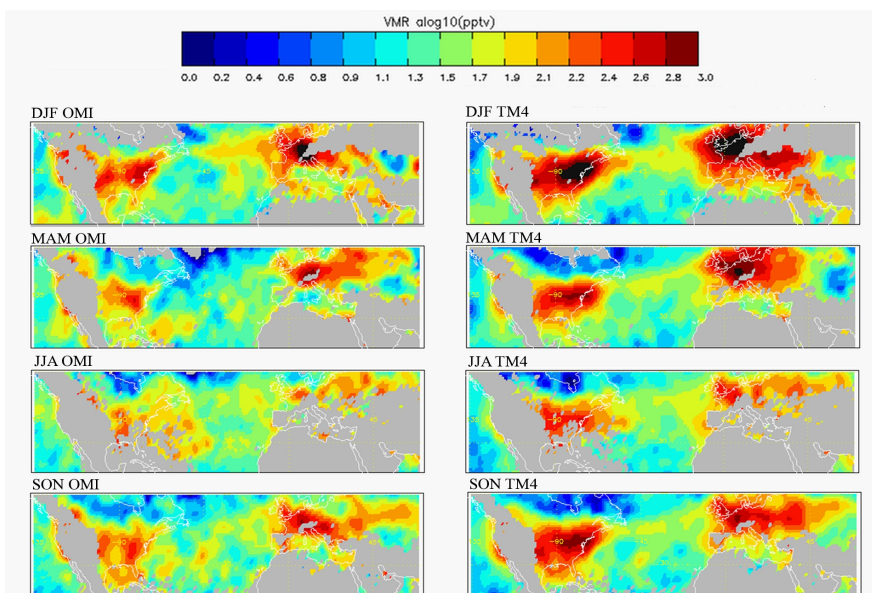 VMR alog10(pptv)
0.0 0.2 0.4 0.6 0.8 0.9 1.1 1.3 1.5 1.7 1.9 2.1 2.2 2.4 2.6 2.8 3.0
DJF OMI DJF TM4
MAM OMI MAM TM4
JJA OMI JJA TM4
SON OMI SON TM4